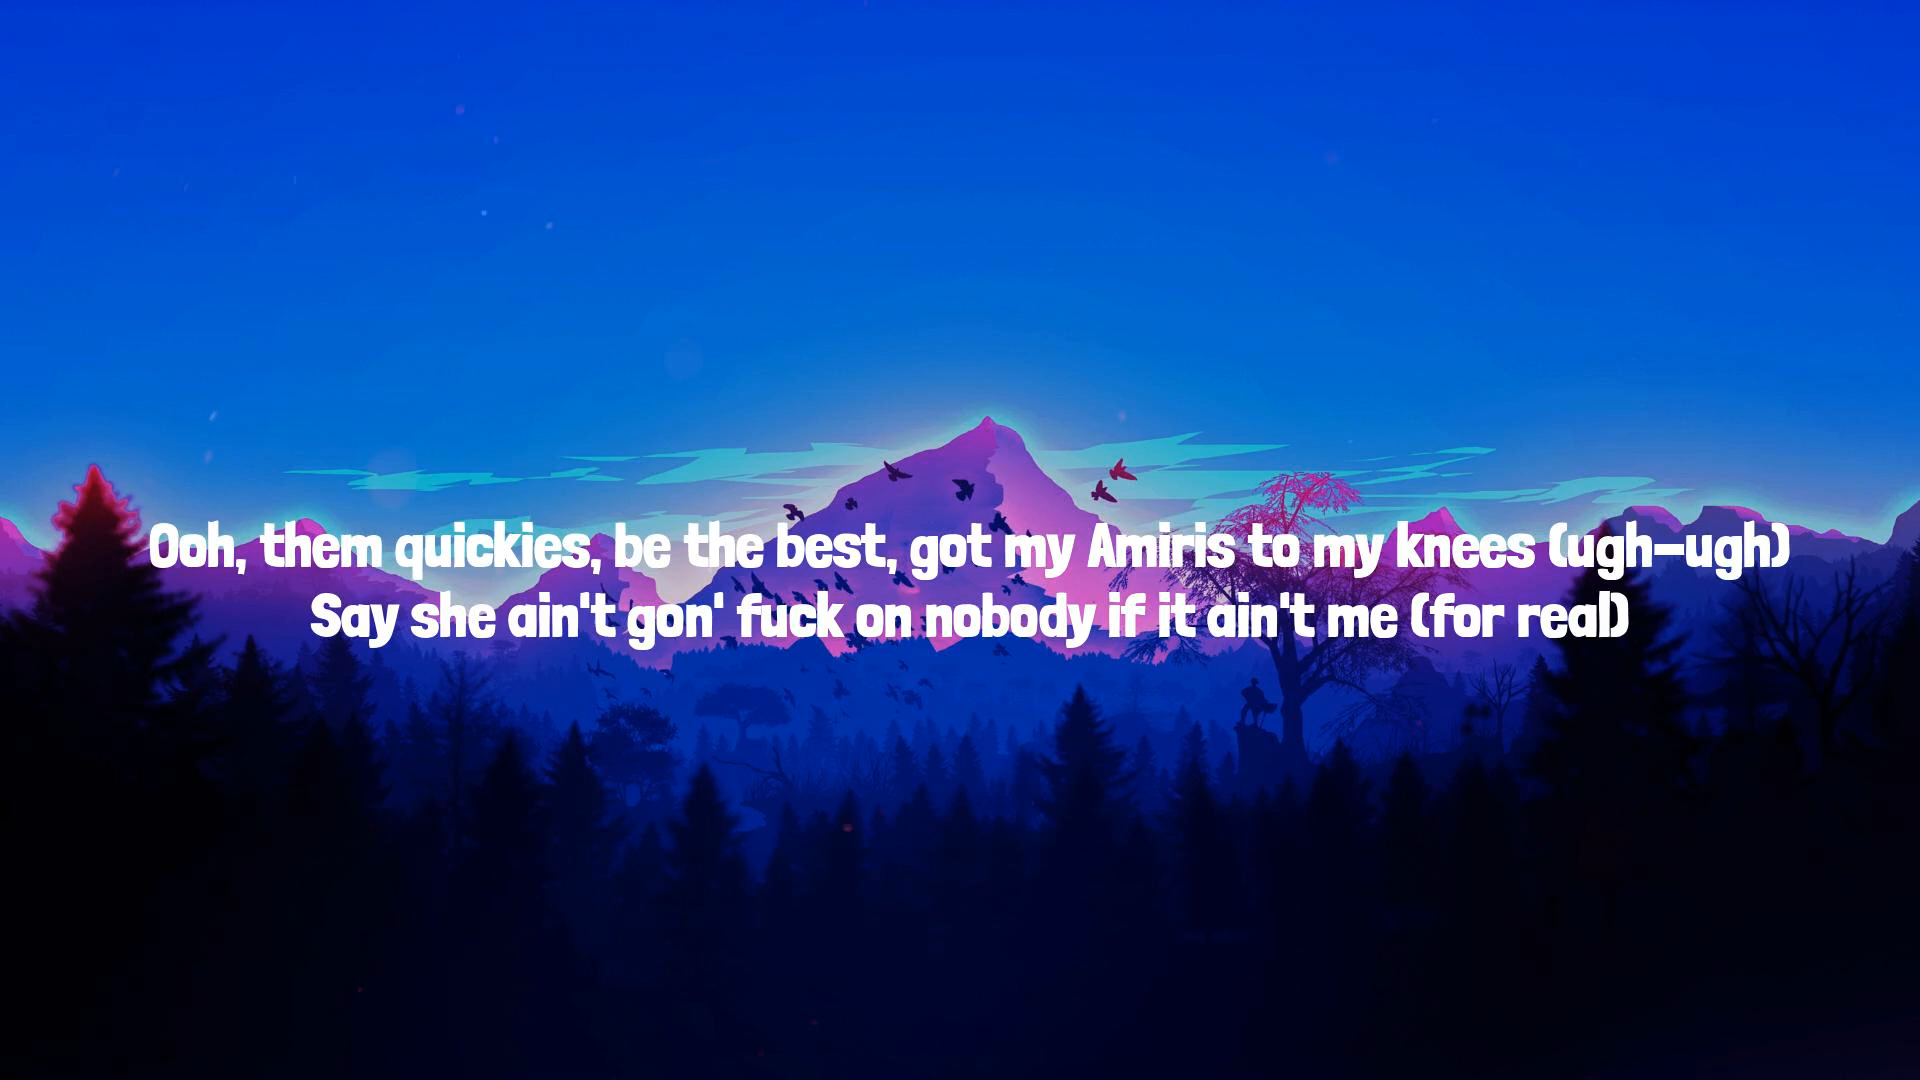 Ooh, them quickies, be the best, got my Amiris to my knees (ugh-ugh)
Say she ain't gon' fuck on nobody if it ain't me (for real)